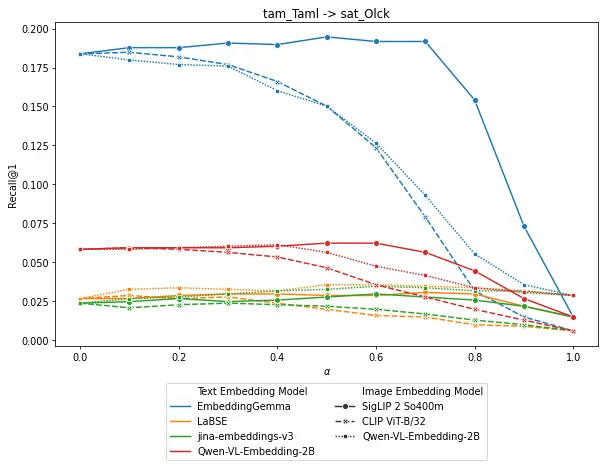 tam_Taml -> sat_Olck
0.200
0.175
0.150
0.125
0.100
0.075
0.050
0.025
0.000
Recall@1
0.0 0.2 0.4 0.6 0.8 1.0
α
Text Embedding Model Image Embedding Model
EmbeddingGemma SigLIP 2 So400m
LaBSE CLIP ViT-B/32
jina-embeddings-v3 Qwen-VL-Embedding-2B
Qwen-VL-Embedding-2B